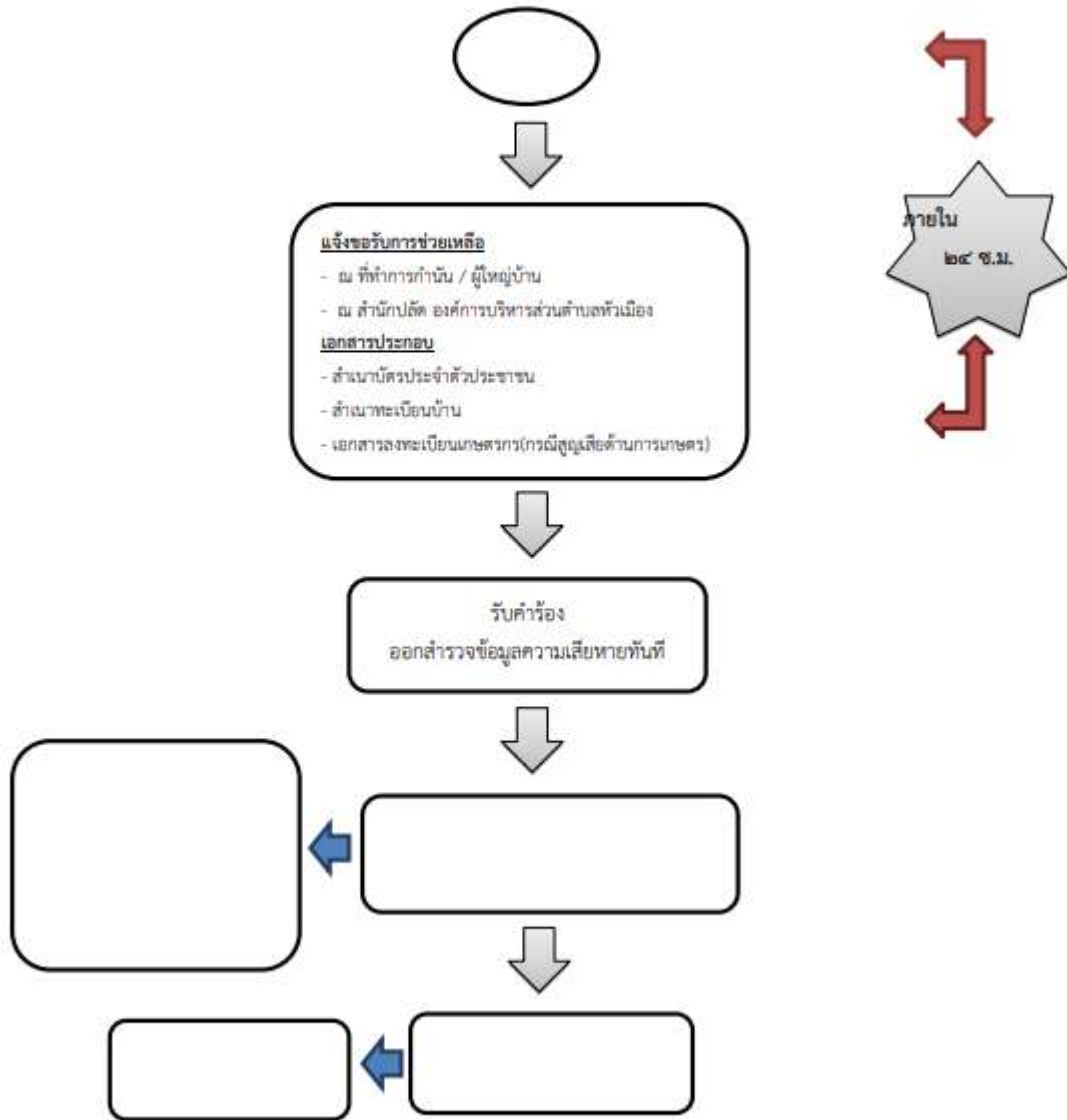 แจ้งขอรับการช่วยเหลือ
- ณ ที่ทำการกำนัน / ผู้ใหญ่บ้าน
- ณ สำนักปลัด องค์การบริหารส่วนตำบลหัวเมือง
เอกสารประกอบ
- สำเนาบัตรประจำตัวประชาชน
- สำเนาทะเบียนบ้าน
- เอกสารลงทะเบียนเกษตรกร(กรณีสูญเสียด้านการเกษตร)
ภายใน
๒๔ ช.ม.
รับคำร้อง
ออกสำรวจข้อมูลความเสียหายทันที